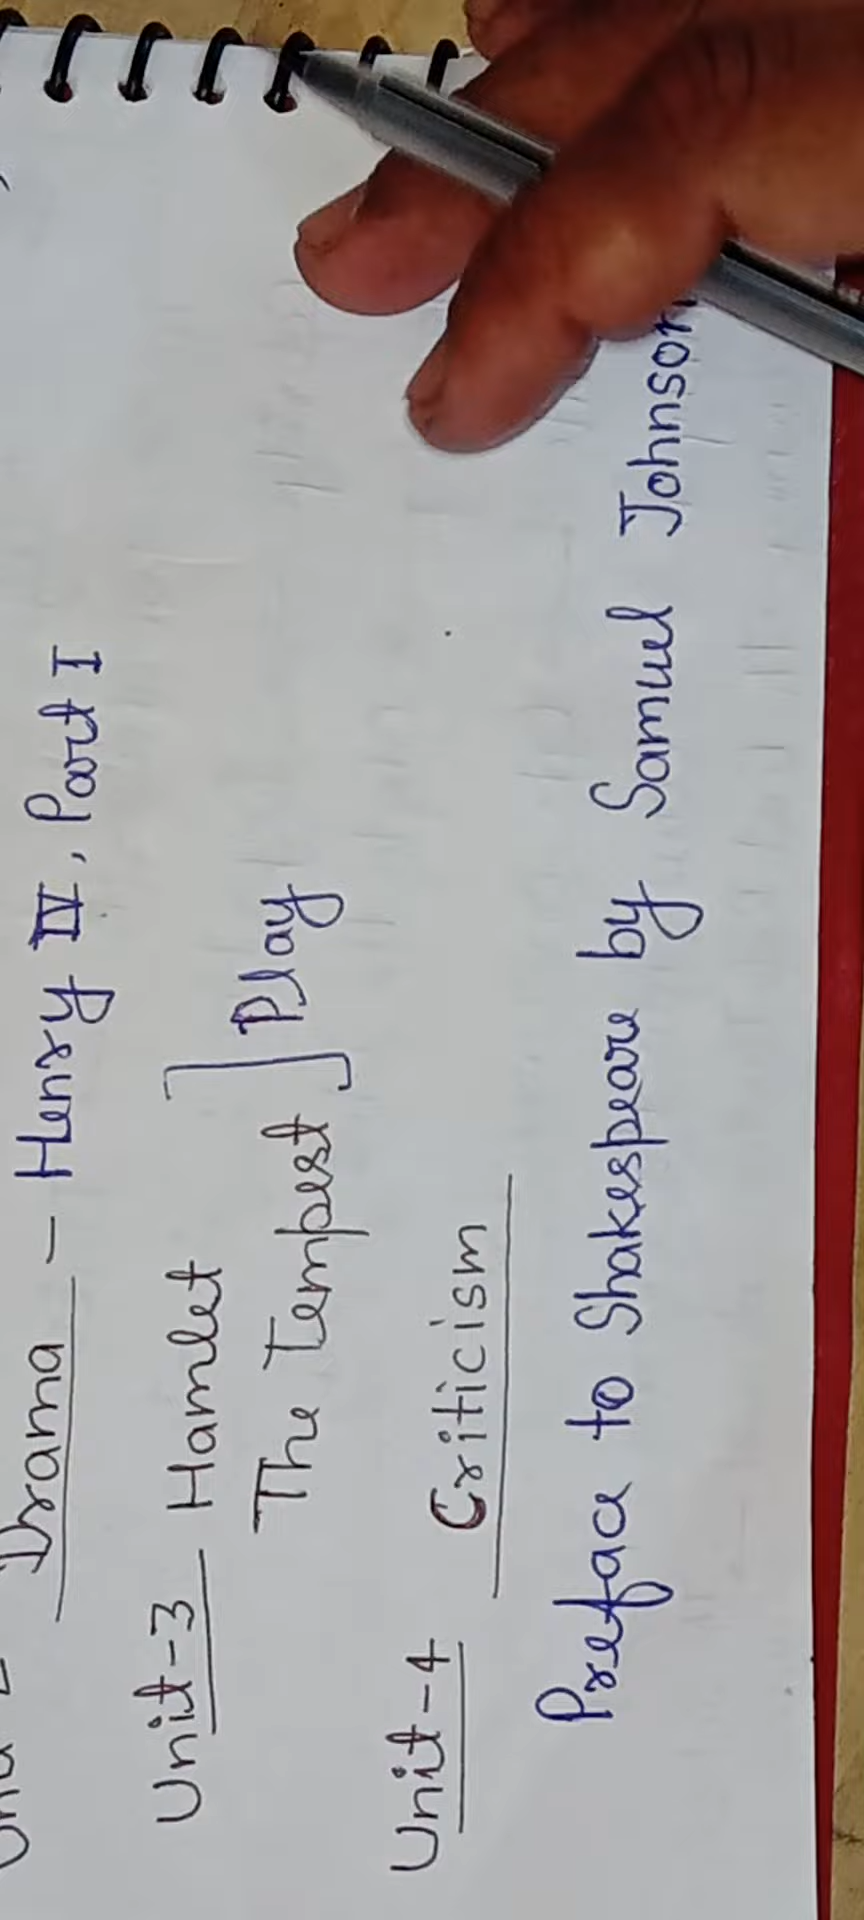 Drama - Henry IV, Part I
Unit-3 Hamlet
The Tempest ] Play
Unit-4 Criticism
Preface to Shakespeare by Samuel Johnson